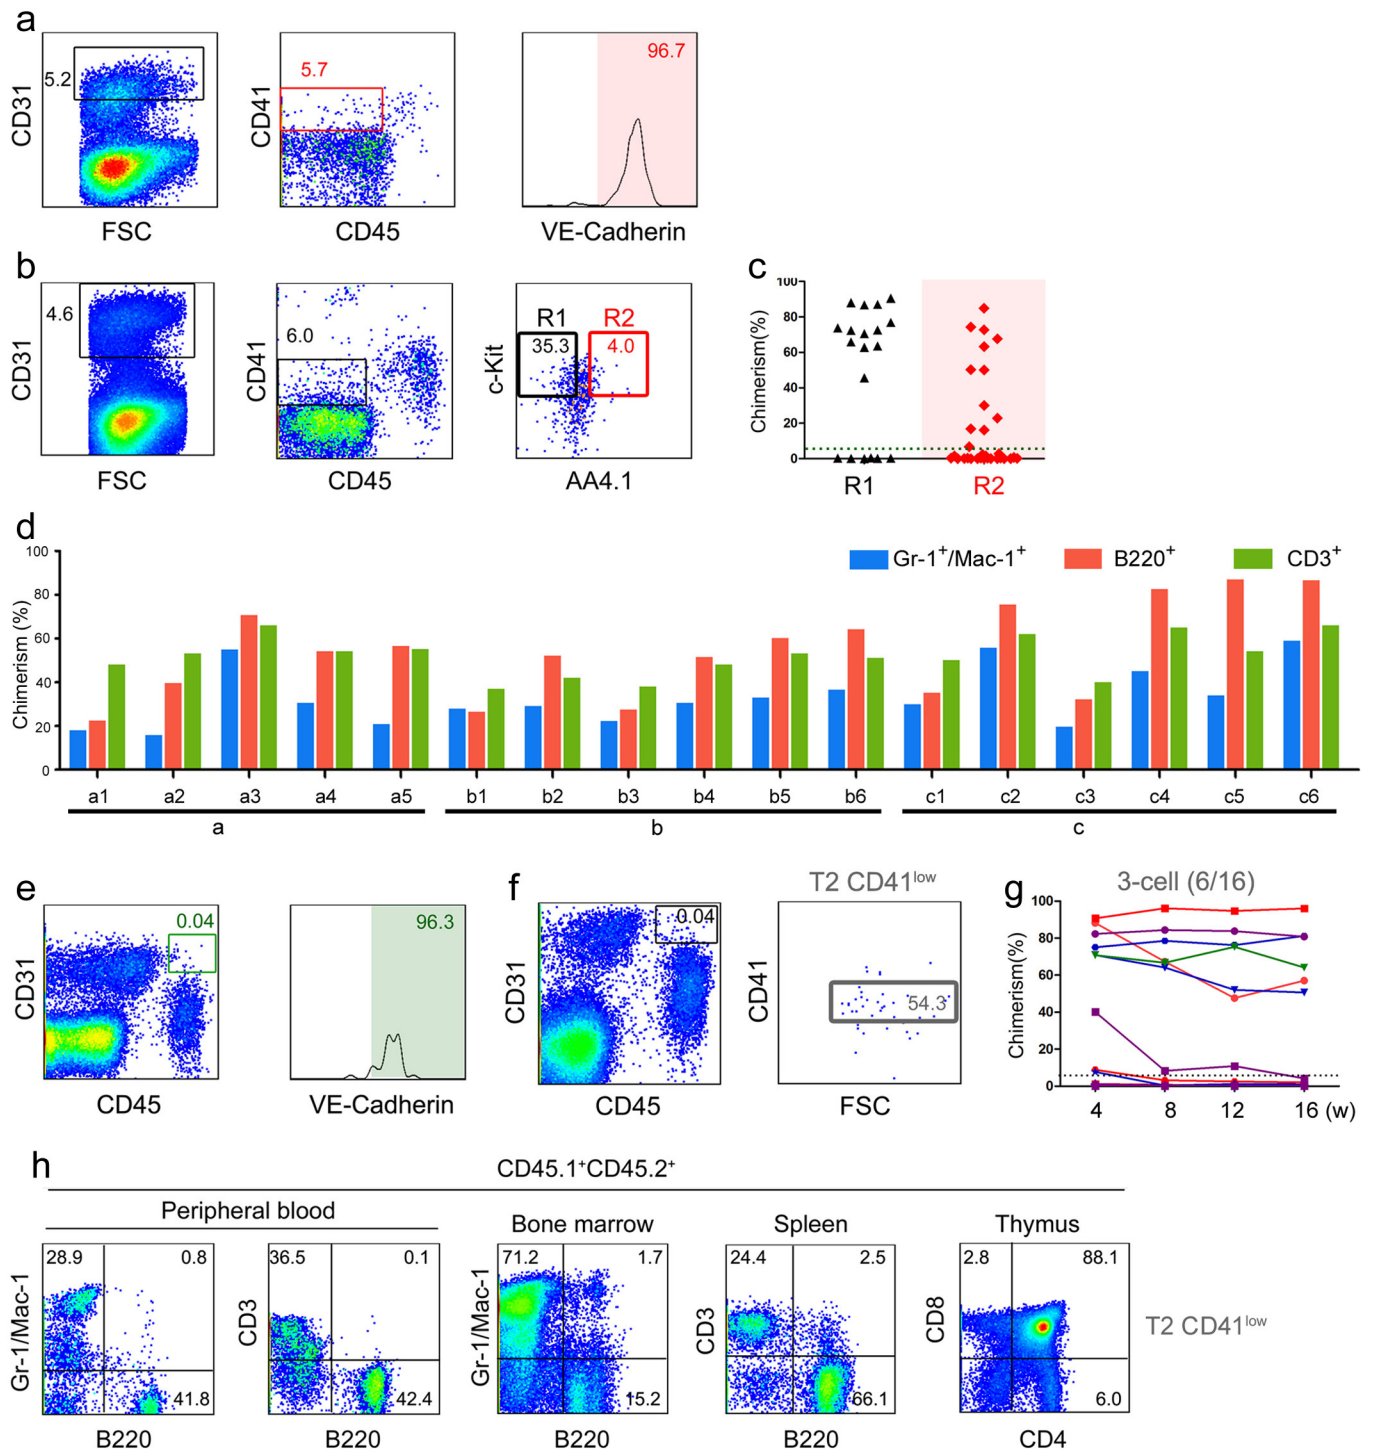 a
5.2
CD31
FSC
5.7
CD41
CD45
96.7
VE-Cadherin
b
4.6
CD31
FSC
6.0
CD41
CD45
R1 R2
35.3 4.0
c-Kit
AA4.1
c
100
80
60
40
20
0
Chimerism(%)
R1 R2
d
100
80
60
40
20
0
Chimerism (%)
Gr-1+/Mac-1+ B220+ CD3+
a1 a2 a3 a4 a5 b1 b2 b3 b4 b5 b6 c1 c2 c3 c4 c5 c6
a b c
e
0.04
CD31
CD45
96.3
VE-Cadherin
f
0.04
CD31
CD45
T2 CD41low
54.3
CD41
FSC
g
3-cell (6/16)
100
80
60
40
20
0
Chimerism(%)
4 8 12 16 (w)
h
CD45.1+CD45.2+
Peripheral blood
Bone marrow Spleen Thymus
28.9 0.8
41.8
Gr-1/Mac-1
B220
36.5 0.1
42.4
CD3
B220
71.2 1.7
15.2
Gr-1/Mac-1
B220
24.4 2.5
66.1
CD3
B220
2.8 88.1
6.0
CD8
CD4
T2 CD41low